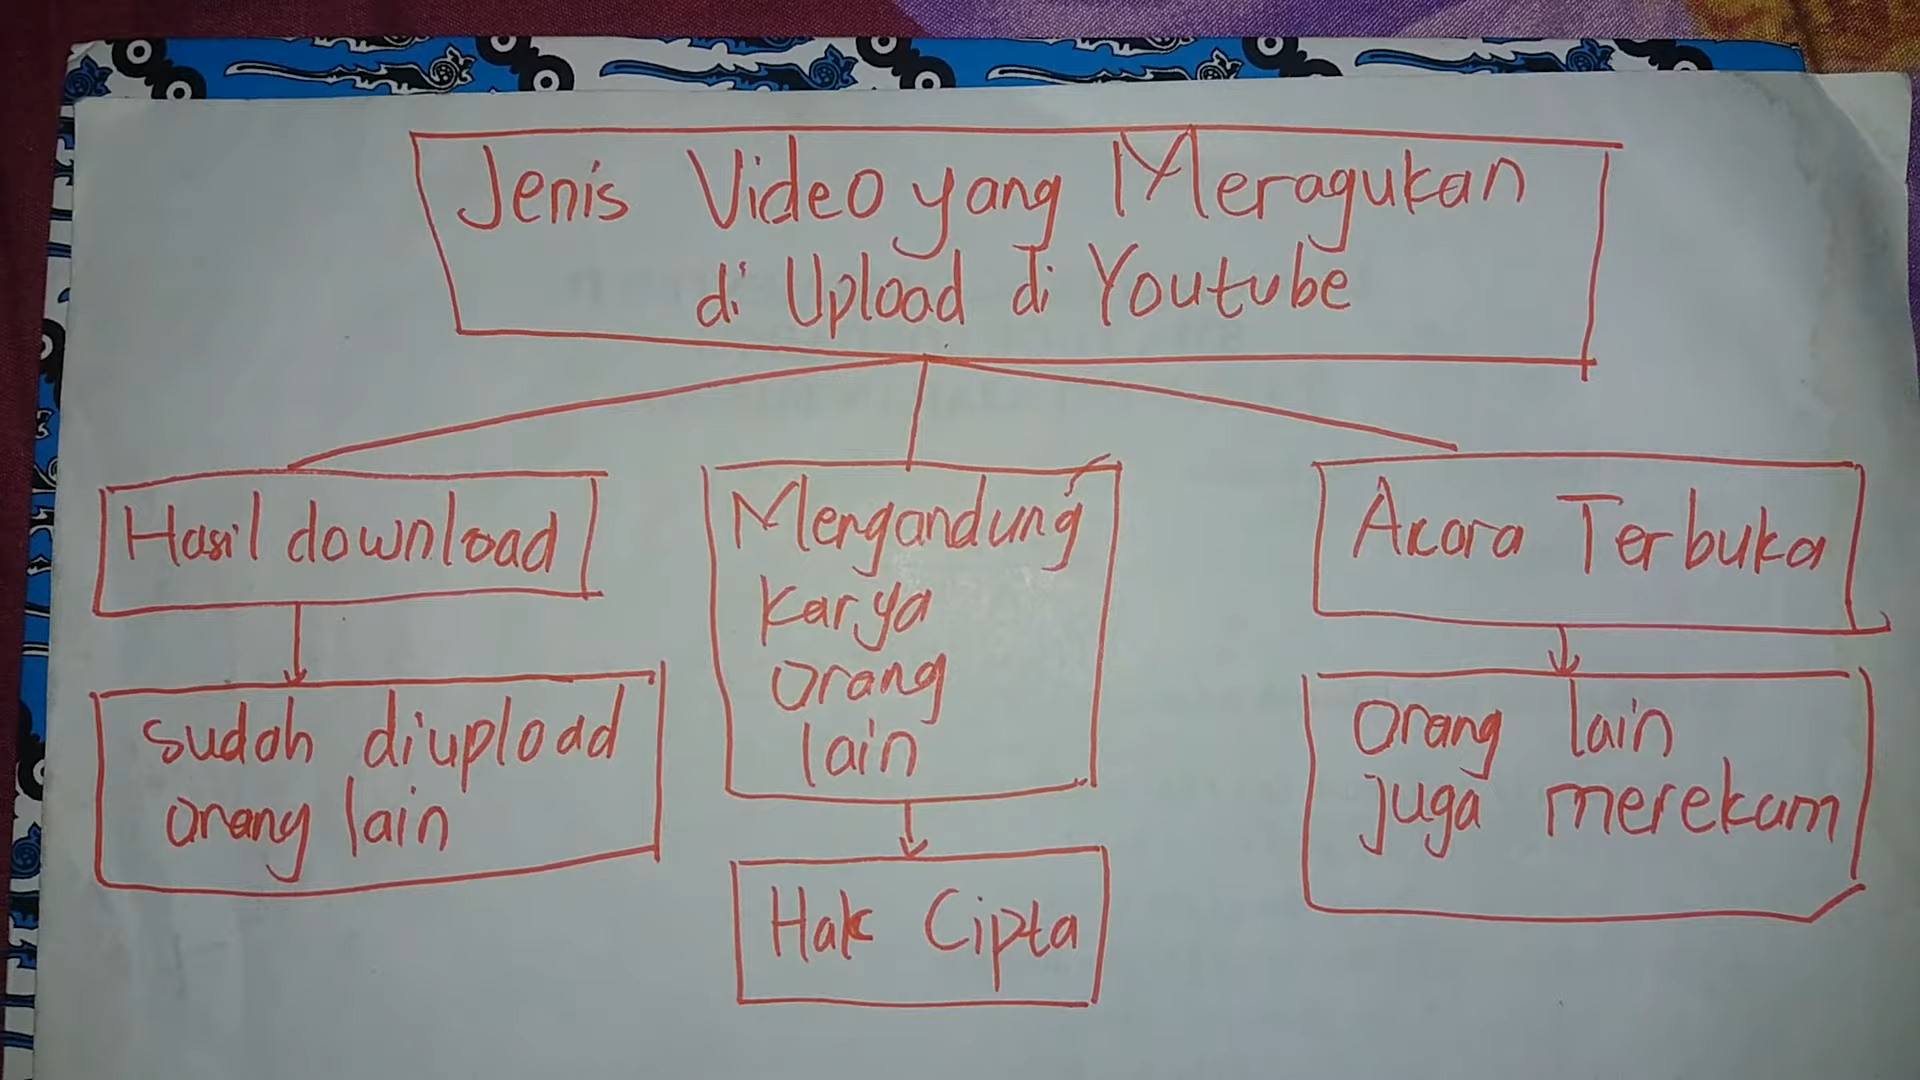 Jenis Video yang Meragukan
di Upload di Youtube
Hasil download
sudah diupload
orang lain
Mengandung
karya
orang
lain
Hak Cipta
Acara Terbuka
orang lain
juga merekam